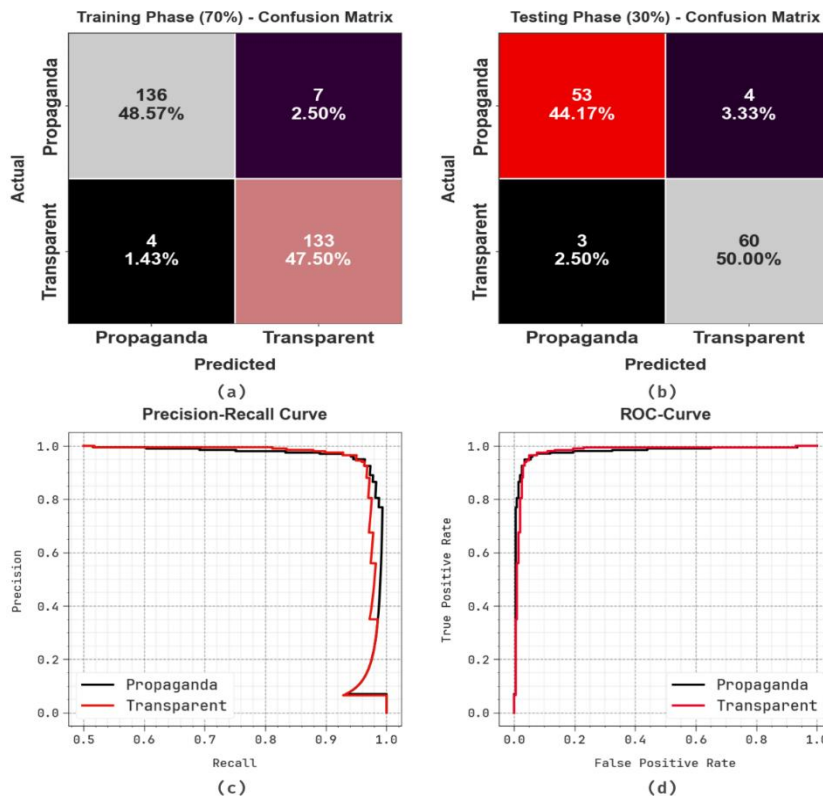 Training Phase (70%) - Confusion Matrix
Actual
Propaganda
Transparent
136
48.57%
7
2.50%
4
1.43%
133
47.50%
Propaganda
Transparent
Predicted
(a)
Testing Phase (30%) - Confusion Matrix
Actual
Propaganda
Transparent
53
44.17%
4
3.33%
3
2.50%
60
50.00%
Propaganda
Transparent
Predicted
(b)
Precision-Recall Curve
Precision
1.0
0.8
0.6
0.4
0.2
0.0
Propaganda
Transparent
0.5 0.6 0.7 0.8 0.9 1.0
Recall
(c)
ROC-Curve
True Positive Rate
1.0
0.8
0.6
0.4
0.2
0.0
Propaganda
Transparent
0.0 0.2 0.4 0.6 0.8 1.0
False Positive Rate
(d)